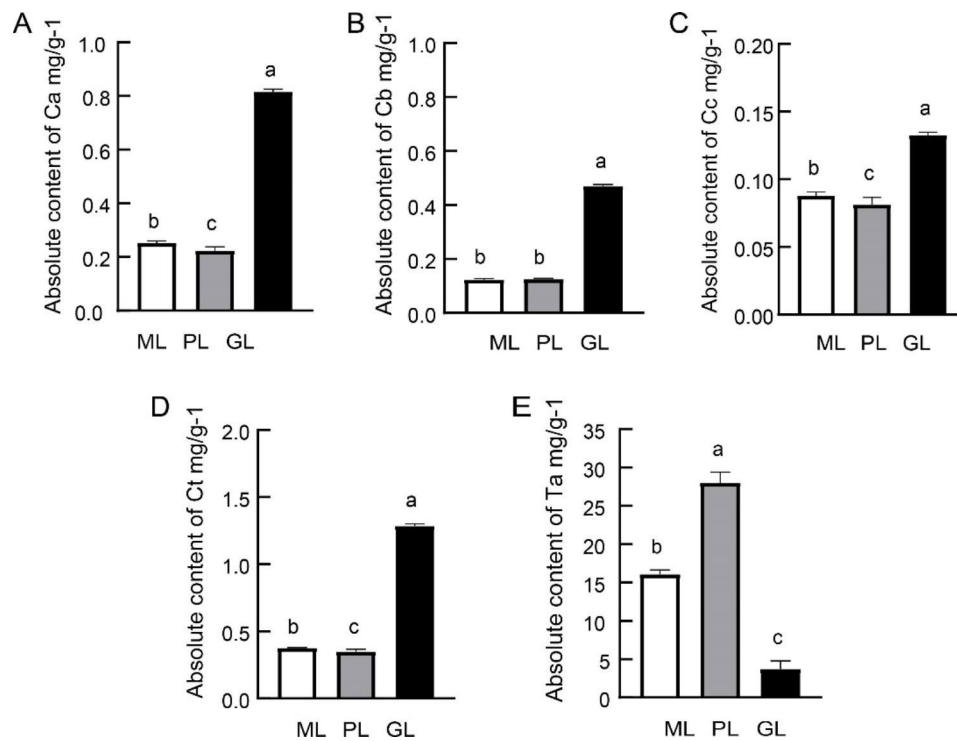 A
Absolute content of Ca mg/g-1
1.0
0.8
0.6
0.4
0.2
0.0
b
c
a
ML PL GL
B
Absolute content of Cb mg/g-1
1.0
0.8
0.6
0.4
0.2
0.0
b
b
a
ML PL GL
C
Absolute content of Cc mg/g-1
0.20
0.15
0.10
0.05
0.00
b
c
a
ML PL GL
D
Absolute content of Ct mg/g-1
2.0
1.5
1.0
0.5
0.0
b
c
a
ML PL GL
E
Absolute content of Ta mg/g-1
35
30
25
20
15
10
5
0
b
a
c
ML PL GL